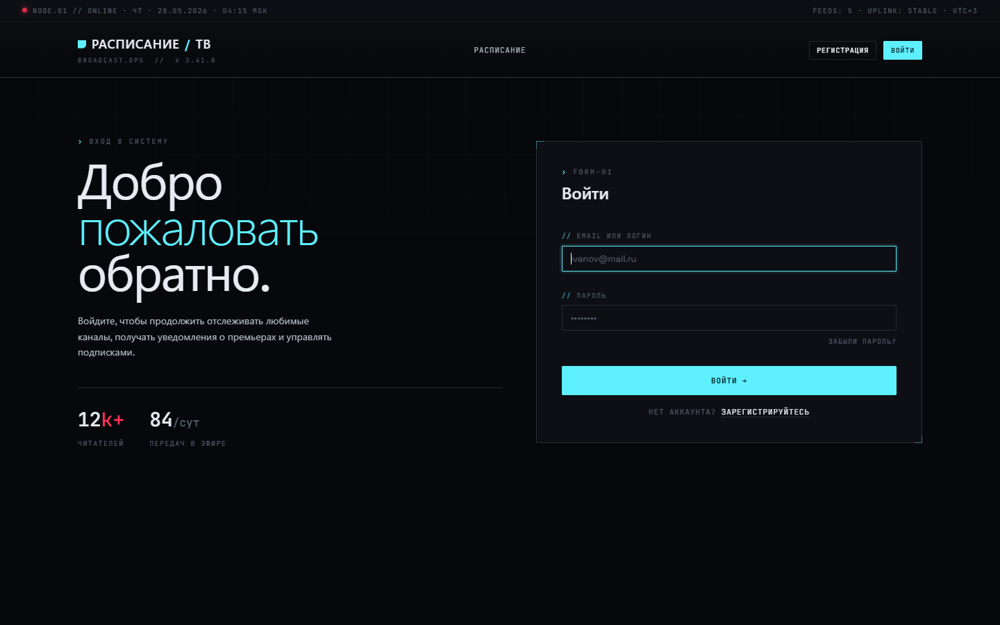 NODE.01 // ONLINE · ЧТ · 28.05.2026 · 04:15 MSK
FEEDS: 5 · UPLINK: STABLE · UTC+3
РАСПИСАНИЕ / ТВ
BROADCAST.OPS // V 3.41.0
РАСПИСАНИЕ
РЕГИСТРАЦИЯ
ВОЙТИ
› ВХОД В СИСТЕМУ
Добро
пожаловать
обратно.
Войдите, чтобы продолжить отслеживать любимые
каналы, получать уведомления о премьерах и управлять
подписками.
12k+
ЧИТАТЕЛЕЙ
84/сут
ПЕРЕДАЧ В ЭФИРЕ
› FORM-01
Войти
// EMAIL ИЛИ ЛОГИН
ivanov@mail.ru
// ПАРОЛЬ
••••••••
ЗАБЫЛИ ПАРОЛЬ?
ВОЙТИ →
НЕТ АККАУНТА? ЗАРЕГИСТРИРУЙТЕСЬ